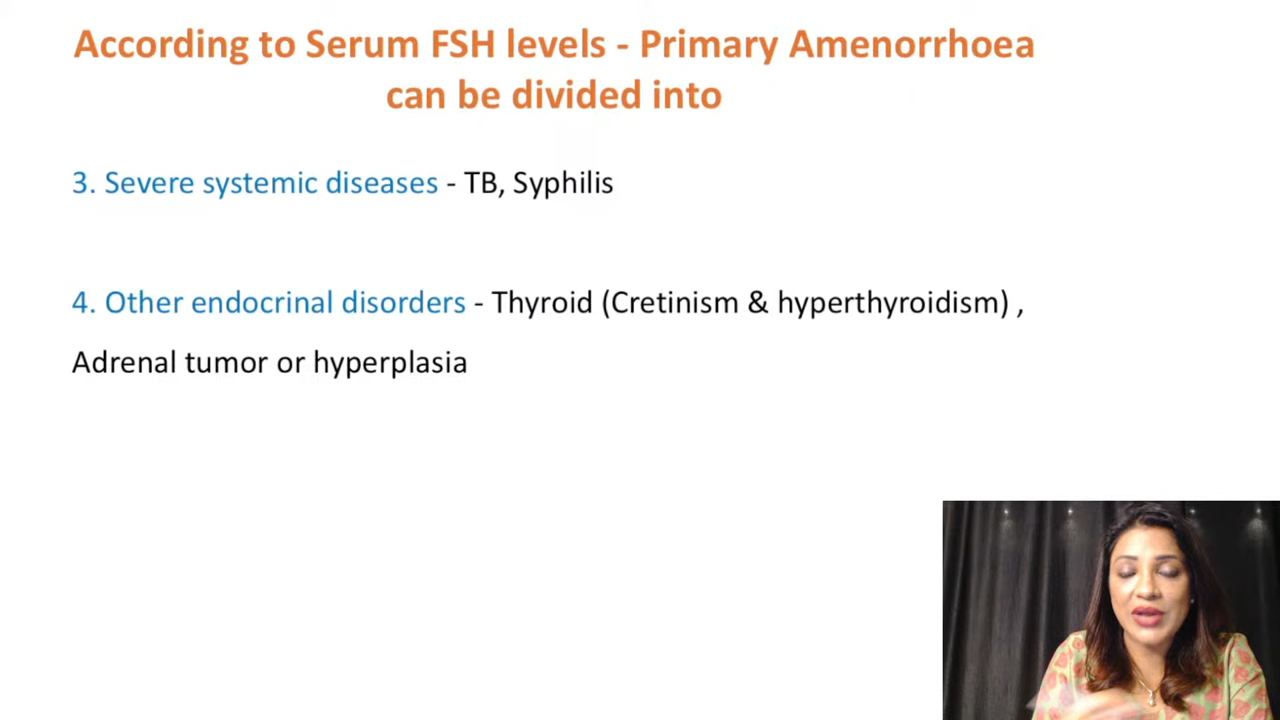 According to Serum FSH levels - Primary Amenorrhoea
can be divided into
3. Severe systemic diseases - TB, Syphilis
4. Other endocrinal disorders - Thyroid (Cretinism & hyperthyroidism) ,
Adrenal tumor or hyperplasia